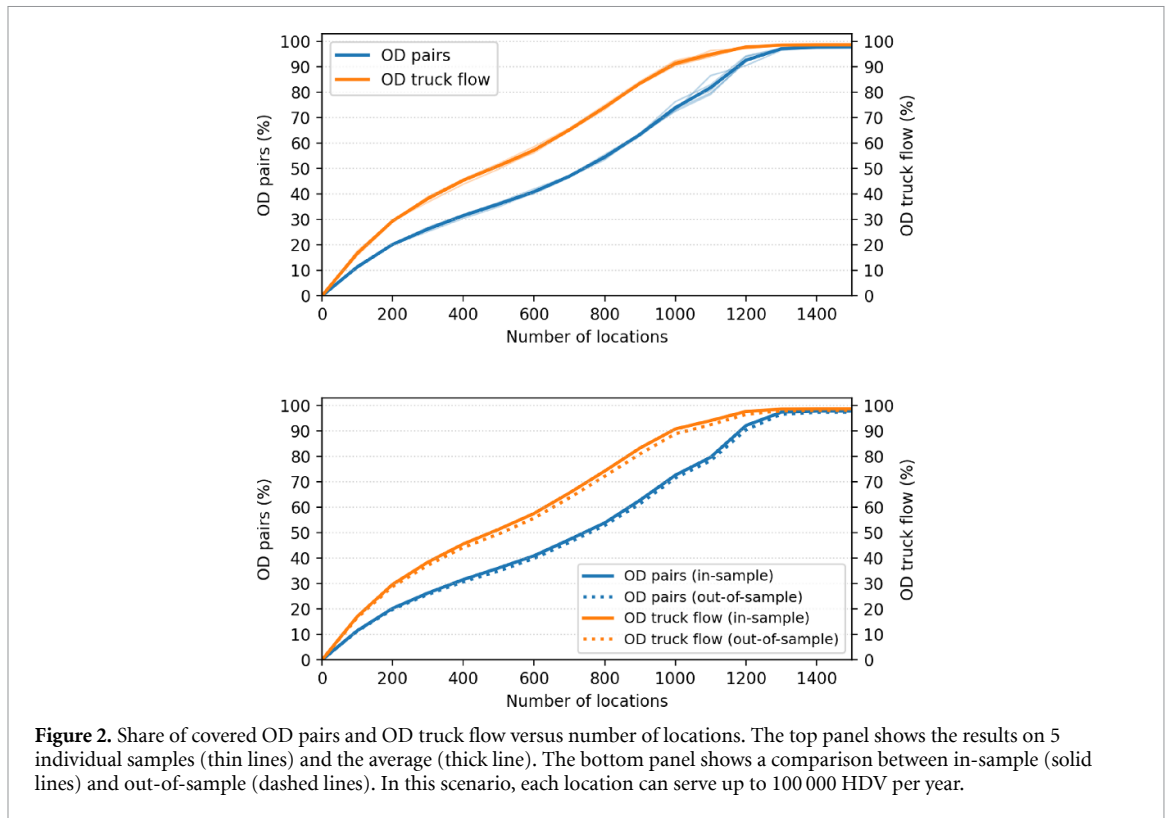 100 100
90 90
80 80
70 70
60 60
50 50
40 40
30 30
20 20
10 10
0 0
OD pairs (%)
OD truck flow (%)
OD pairs
OD truck flow
0 200 400 600 800 1000 1200 1400
Number of locations
100 100
90 90
80 80
70 70
60 60
50 50
40 40
30 30
20 20
10 10
0 0
OD pairs (%)
OD truck flow (%)
OD pairs (in-sample)
OD pairs (out-of-sample)
OD truck flow (in-sample)
OD truck flow (out-of-sample)
0 200 400 600 800 1000 1200 1400
Number of locations
Figure 2. Share of covered OD pairs and OD truck flow versus number of locations. The top panel shows the results on 5
individual samples (thin lines) and the average (thick line). The bottom panel shows a comparison between in-sample (solid
lines) and out-of-sample (dashed lines). In this scenario, each location can serve up to 100 000 HDV per year.